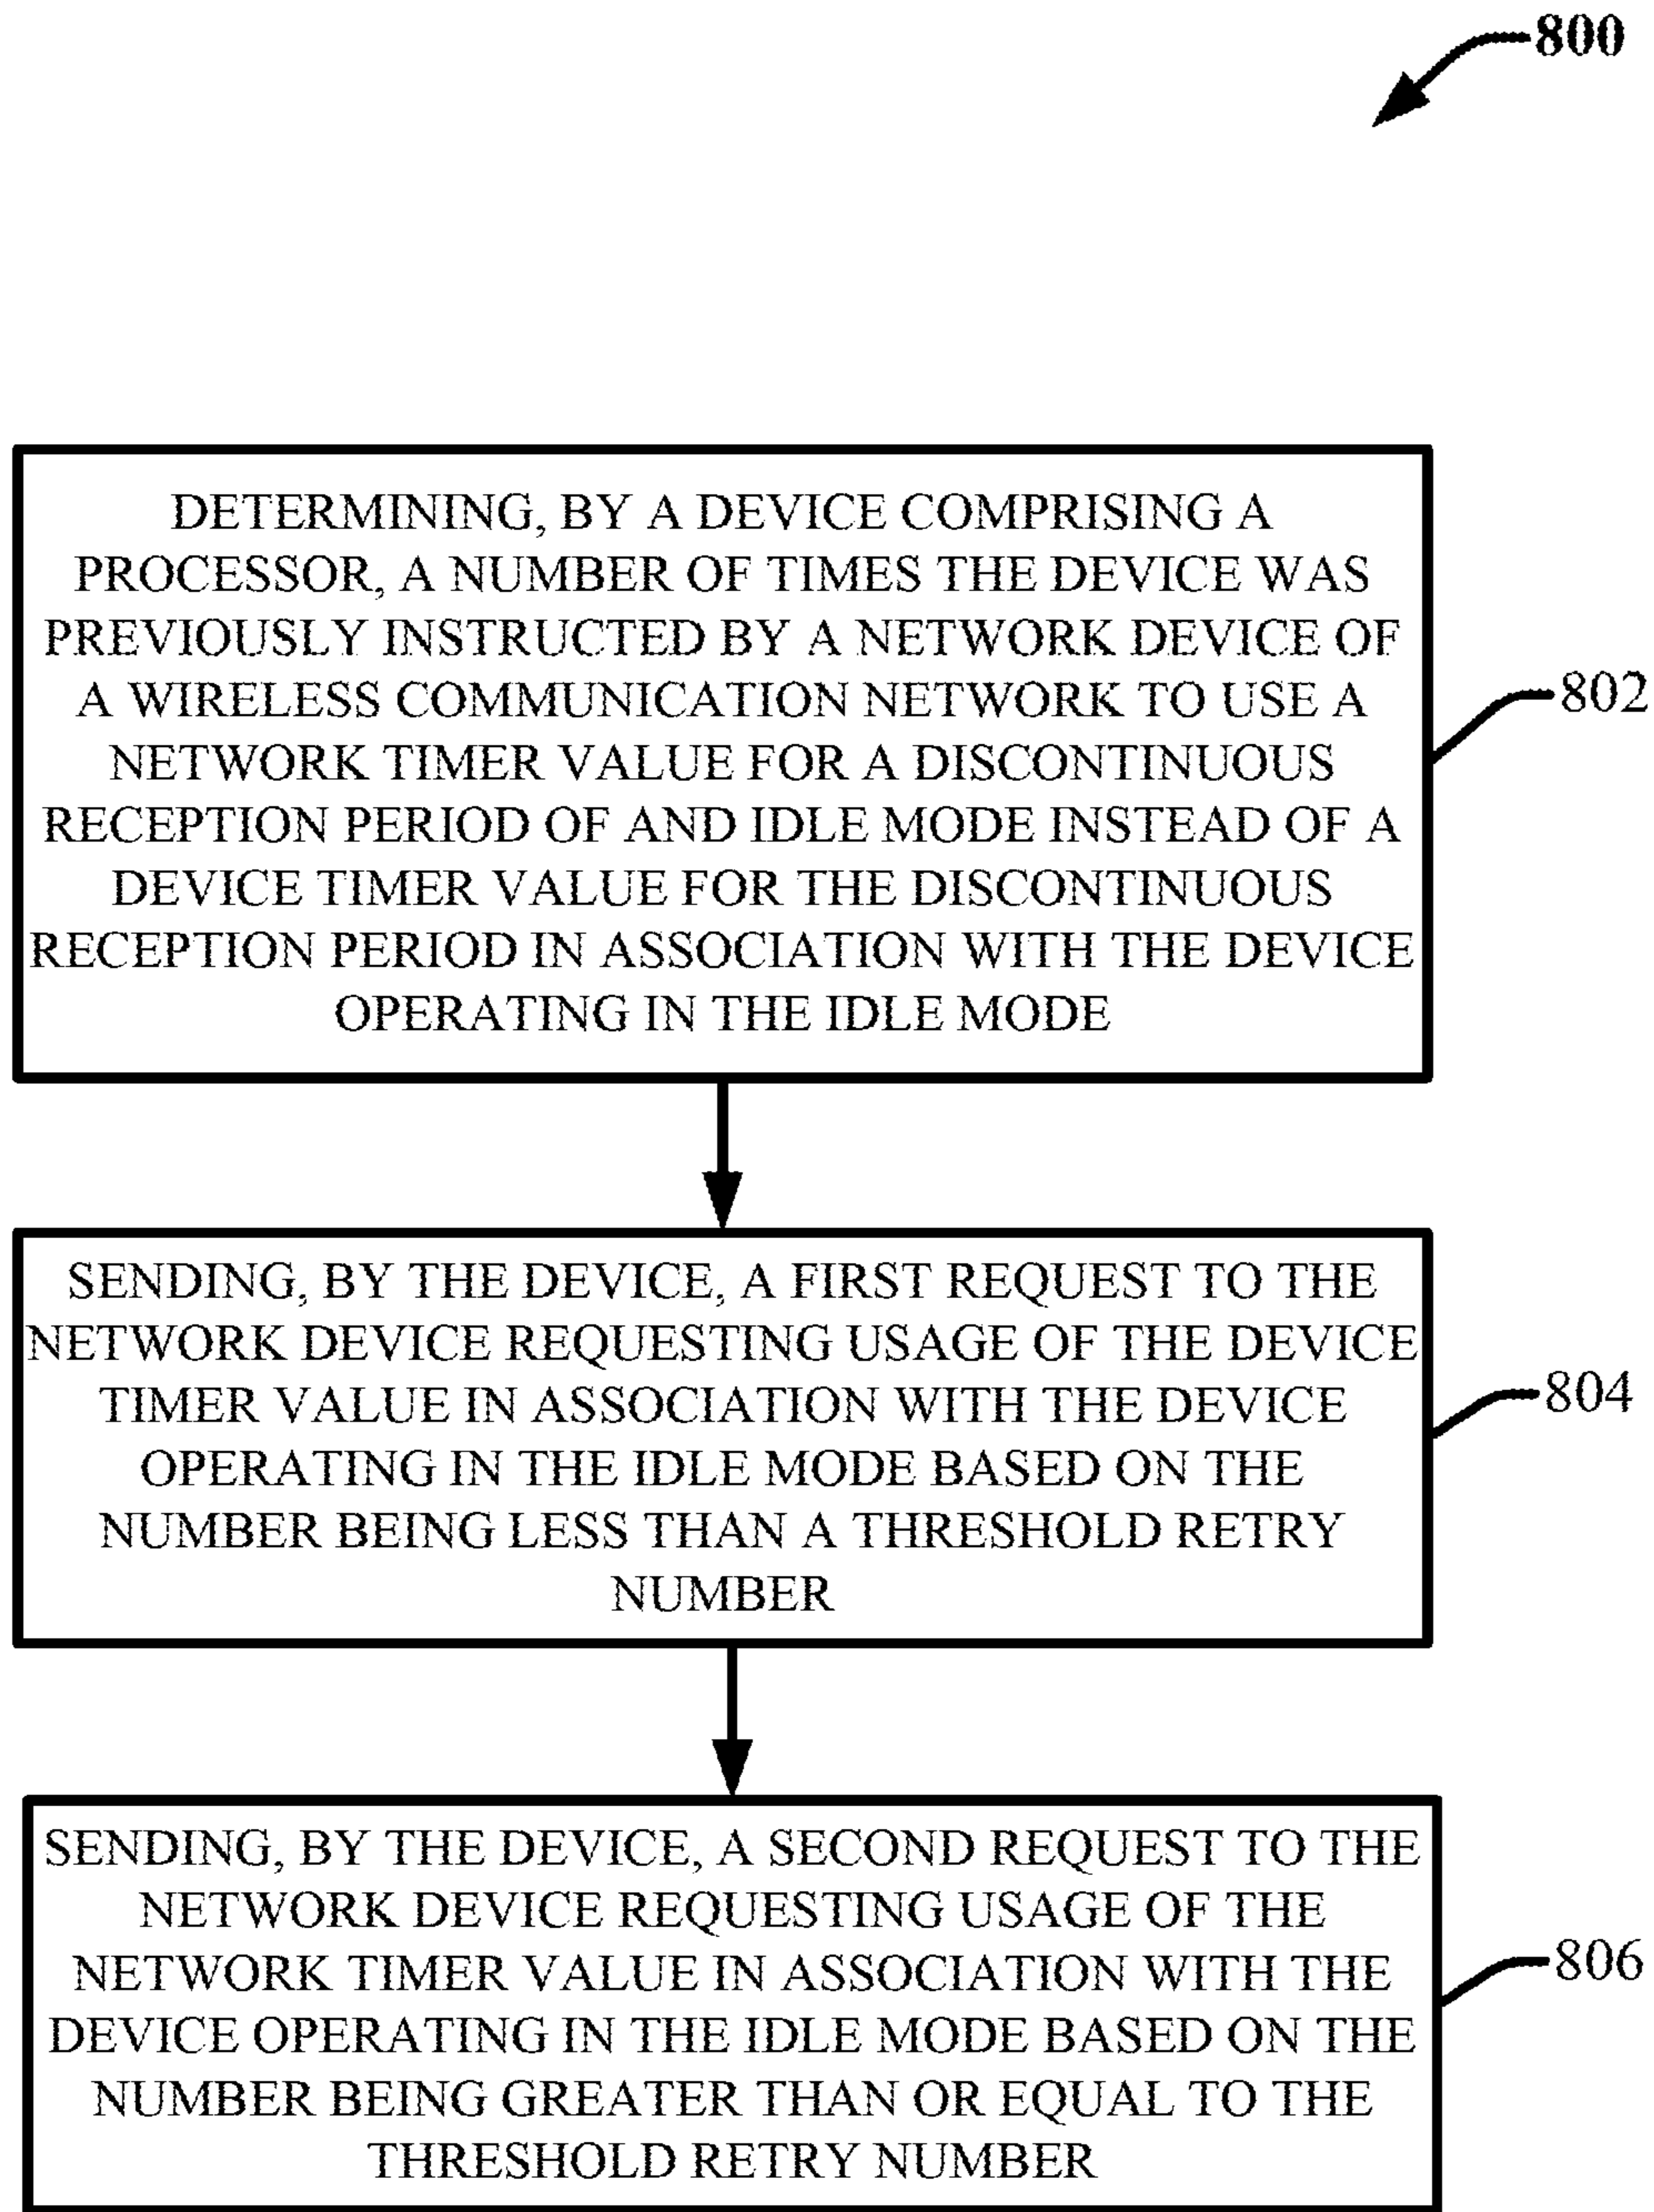 800
DETERMINING, BY A DEVICE COMPRISING A
PROCESSOR, A NUMBER OF TIMES THE DEVICE WAS
PREVIOUSLY INSTRUCTED BY A NETWORK DEVICE OF
A WIRELESS COMMUNICATION NETWORK TO USE A
NETWORK TIMER VALUE FOR A DISCONTINUOUS
RECEPTION PERIOD OF AND IDLE MODE INSTEAD OF A
DEVICE TIMER VALUE FOR THE DISCONTINUOUS
RECEPTION PERIOD IN ASSOCIATION WITH THE DEVICE
OPERATING IN THE IDLE MODE
802
SENDING, BY THE DEVICE, A FIRST REQUEST TO THE
NETWORK DEVICE REQUESTING USAGE OF THE DEVICE
TIMER VALUE IN ASSOCIATION WITH THE DEVICE
OPERATING IN THE IDLE MODE BASED ON THE
NUMBER BEING LESS THAN A THRESHOLD RETRY
NUMBER
804
SENDING, BY THE DEVICE, A SECOND REQUEST TO THE
NETWORK DEVICE REQUESTING USAGE OF THE
NETWORK TIMER VALUE IN ASSOCIATION WITH THE
DEVICE OPERATING IN THE IDLE MODE BASED ON THE
NUMBER BEING GREATER THAN OR EQUAL TO THE
THRESHOLD RETRY NUMBER
806